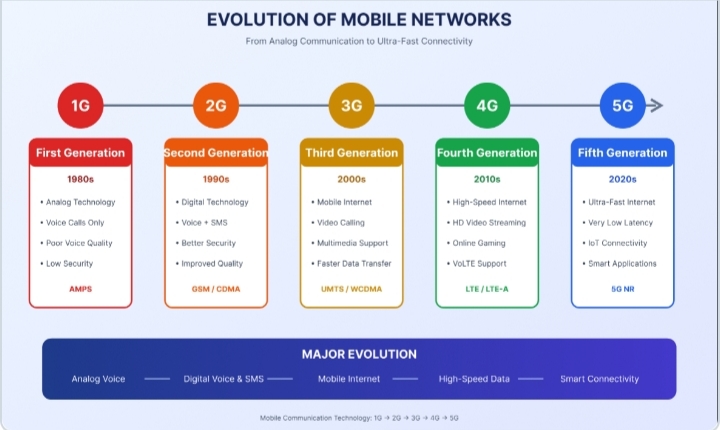 EVOLUTION OF MOBILE NETWORKS
From Analog Communication to Ultra-Fast Connectivity
1G
2G
3G
4G
5G
First Generation
1980s
• Analog Technology
• Voice Calls Only
• Poor Voice Quality
• Low Security
AMPS
Second Generation
1990s
• Digital Technology
• Voice + SMS
• Better Security
• Improved Quality
GSM / CDMA
Third Generation
2000s
• Mobile Internet
• Video Calling
• Multimedia Support
• Faster Data Transfer
UMTS / WCDMA
Fourth Generation
2010s
• High-Speed Internet
• HD Video Streaming
• Online Gaming
• VoLTE Support
LTE / LTE-A
Fifth Generation
2020s
• Ultra-Fast Internet
• Very Low Latency
• IoT Connectivity
• Smart Applications
5G NR
MAJOR EVOLUTION
Analog Voice
Digital Voice & SMS
Mobile Internet
High-Speed Data
Smart Connectivity
Mobile Communication Technology: 1G → 2G → 3G → 4G → 5G